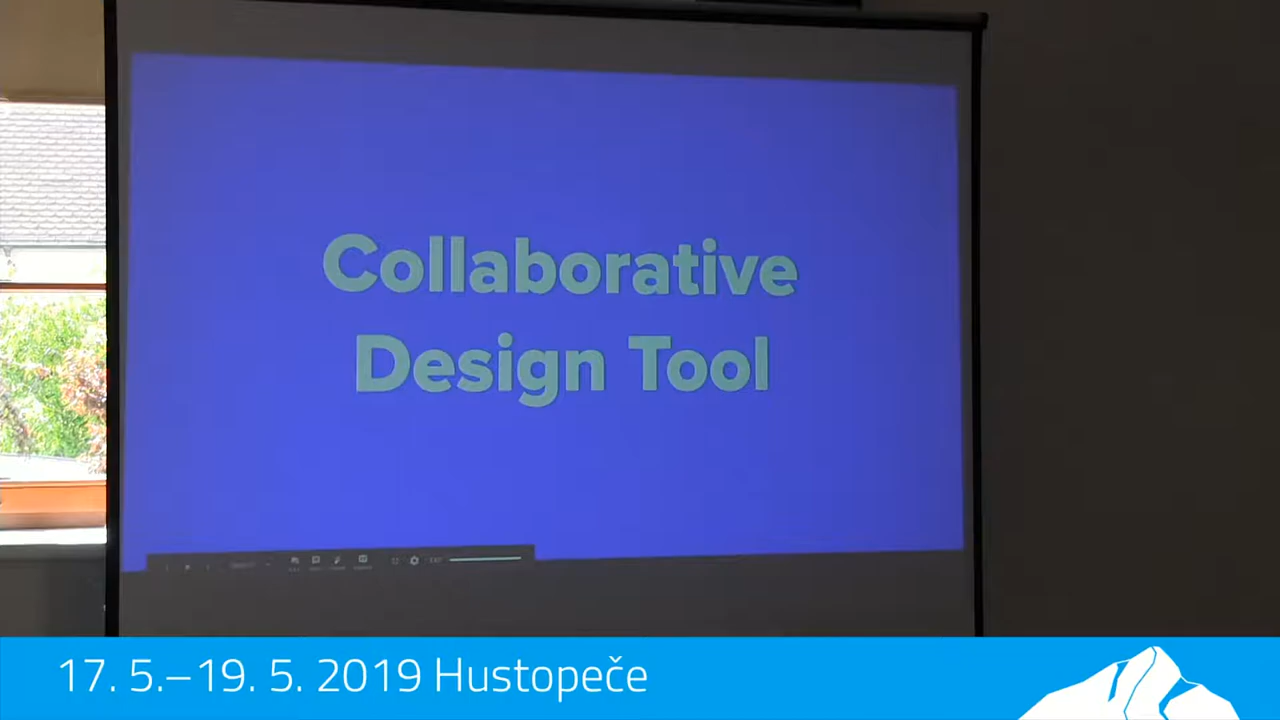 Collaborative
Design Tool
17. 5.–19. 5. 2019 Hustopeče